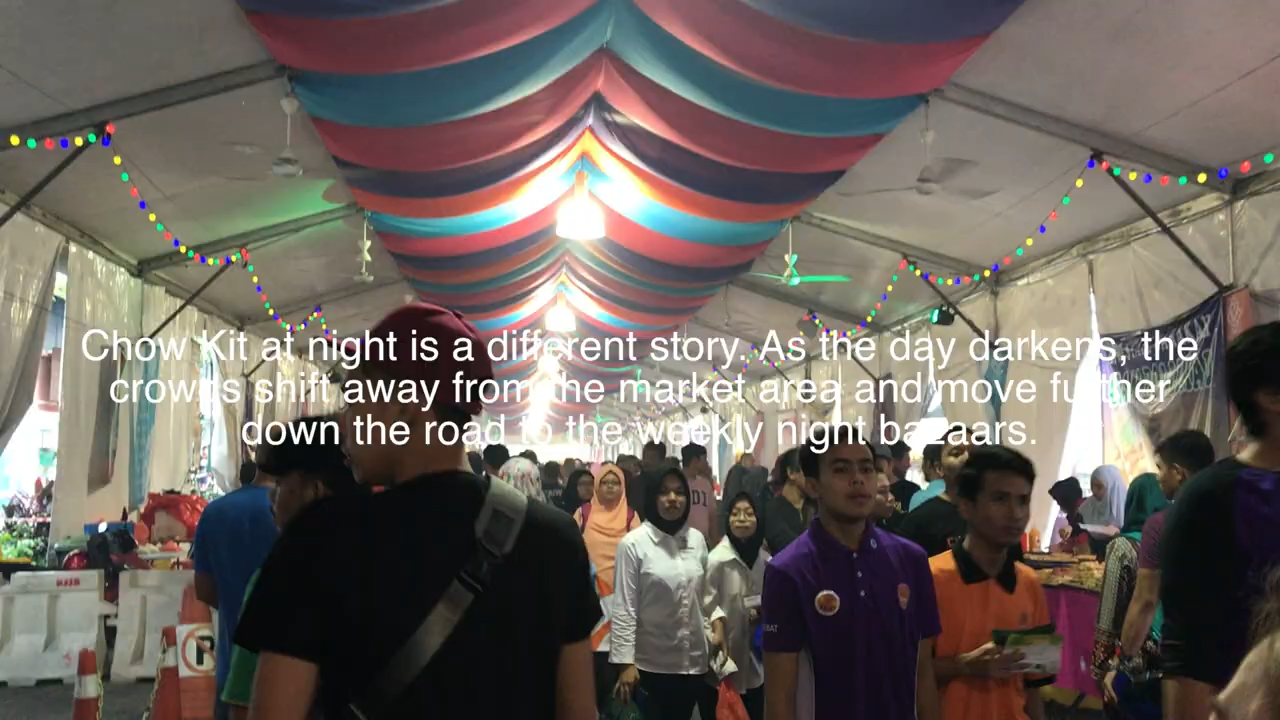 Chow Kit at night is a different story. As the day darkens, the
crowds shift away from the market area and move further
down the road to the weekly night bazaars.
P